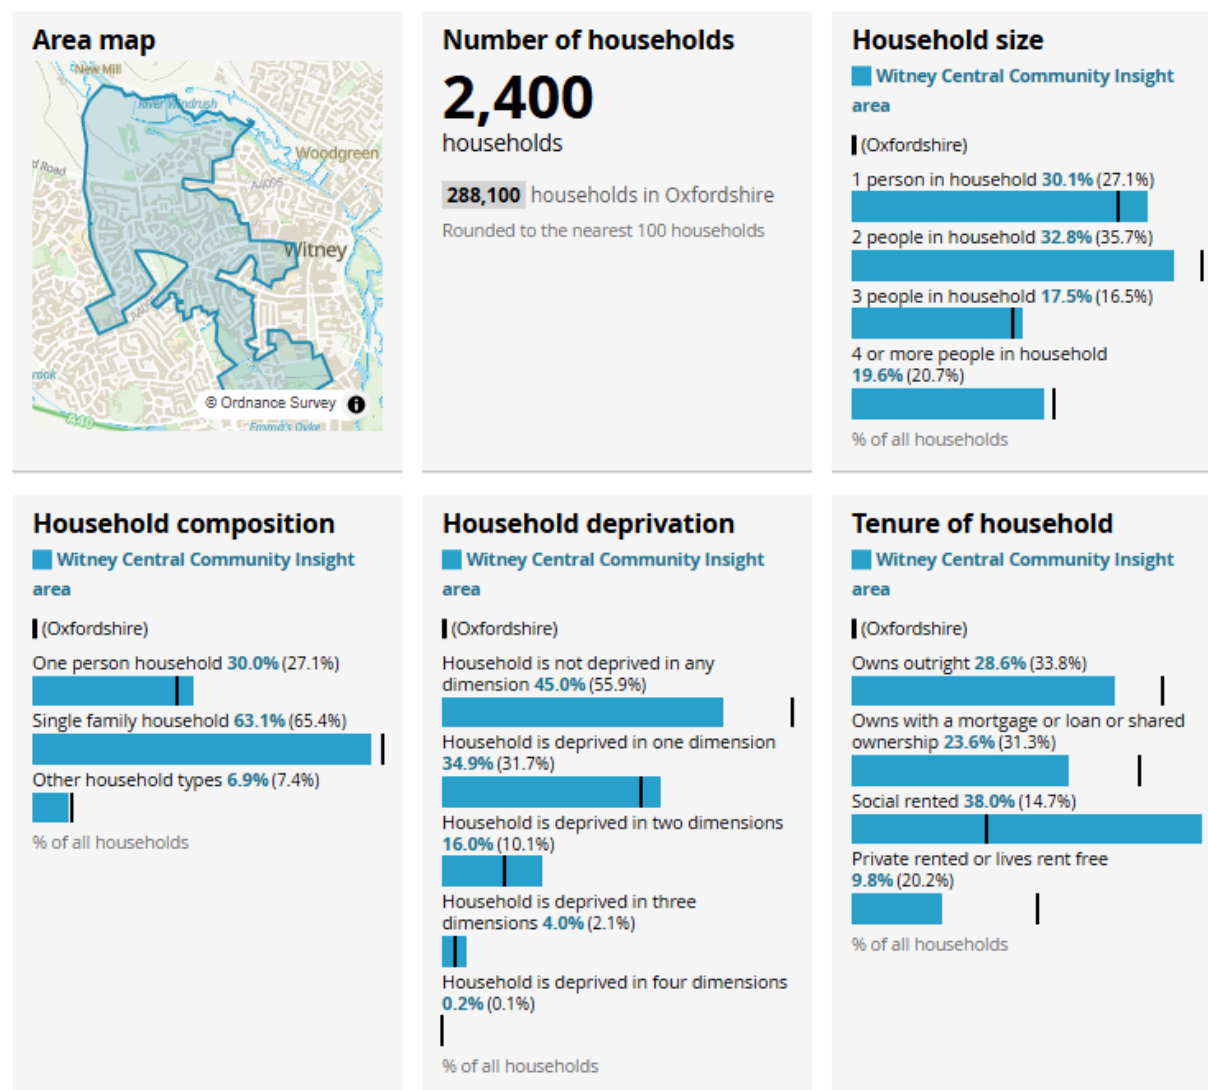 Area map
New Mill
River Windrush
Woodgreen
d Road
Witney
rook
A40
© Ordnance Survey
Emma's Dyke
Number of households
2,400
households
288,100 households in Oxfordshire
Rounded to the nearest 100 households
Household size
Witney Central Community Insight
area
(Oxfordshire)
1 person in household 30.1% (27.1%)
2 people in household 32.8% (35.7%)
3 people in household 17.5% (16.5%)
4 or more people in household
19.6% (20.7%)
% of all households
Household composition
Witney Central Community Insight
area
(Oxfordshire)
One person household 30.0% (27.1%)
Single family household 63.1% (65.4%)
Other household types 6.9% (7.4%)
% of all households
Household deprivation
Witney Central Community Insight
area
(Oxfordshire)
Household is not deprived in any
dimension 45.0% (55.9%)
Household is deprived in one dimension
34.9% (31.7%)
Household is deprived in two dimensions
16.0% (10.1%)
Household is deprived in three
dimensions 4.0% (2.1%)
Household is deprived in four dimensions
0.2% (0.1%)
% of all households
Tenure of household
Witney Central Community Insight
area
(Oxfordshire)
Owns outright 28.6% (33.8%)
Owns with a mortgage or loan or shared
ownership 23.6% (31.3%)
Social rented 38.0% (14.7%)
Private rented or lives rent free
9.8% (20.2%)
% of all households